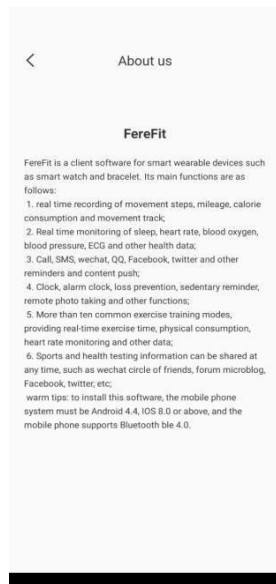 About us
FereFit
FereFit is a client software for smart wearable devices such
as smart watch and bracelet. Its main functions are as
follows:
1. real time recording of movement steps, mileage, calorie
consumption and movement track;
2. Real time monitoring of sleep, heart rate, blood oxygen,
blood pressure, ECG and other health data;
3. Call, SMS, wechat, QQ, Facebook, twitter and other
reminders and content push;
4. Clock, alarm clock, loss prevention, sedentary reminder,
remote photo taking and other functions;
5. More than ten common exercise training modes,
providing real-time exercise time, physical consumption,
heart rate monitoring and other data;
6. Sports and health testing information can be shared at
any time, such as wechat circle of friends, forum microblog,
Facebook, twitter, etc;
warm tips: to install this software, the mobile phone
system must be Android 4.4, IOS 8.0 or above, and the
mobile phone supports Bluetooth ble 4.0.